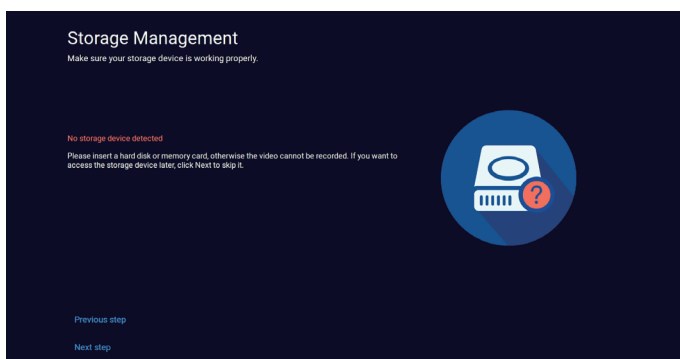 Storage Management
Make sure your storage device is working properly.
No storage device detected
Please insert a hard disk or memory card, otherwise the video cannot be recorded. If you want to
access the storage device later, click Next to skip it.
?
Previous step
Next step